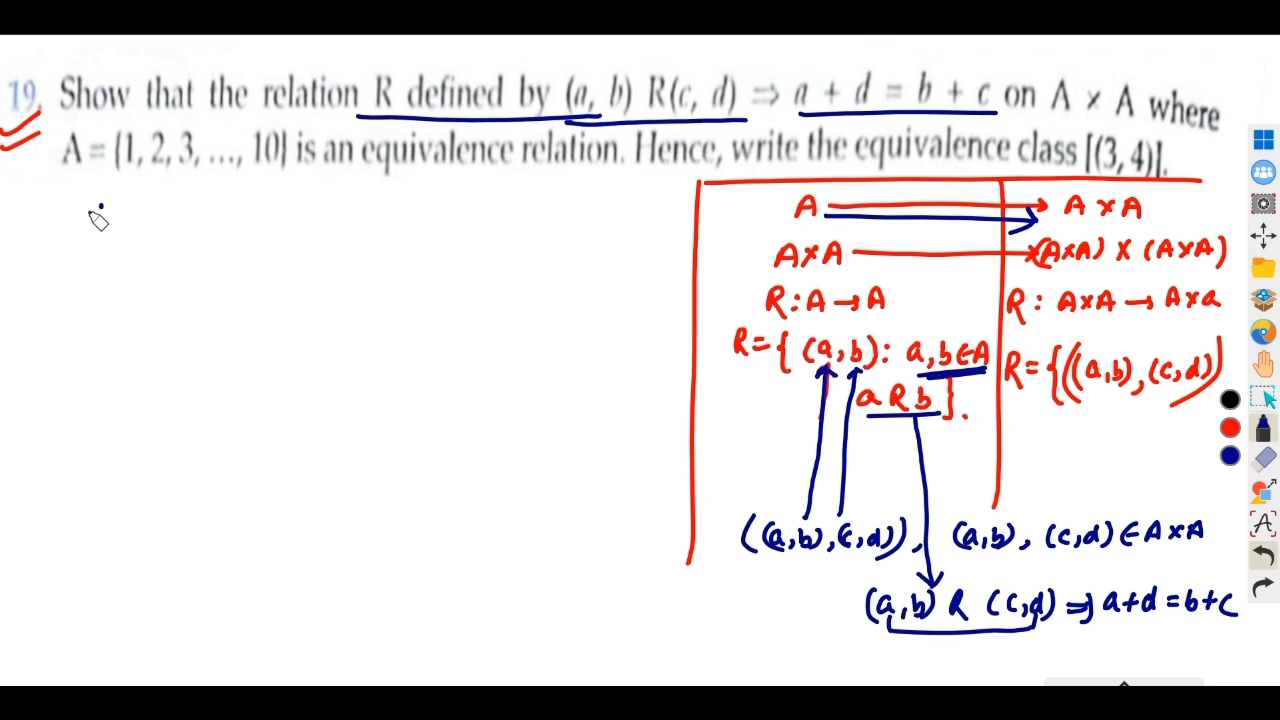 19. Show that the relation R defined by (a, b) R(c, d) ⇒ a + d = b + c on A × A where
A = {1, 2, 3, ..., 10} is an equivalence relation. Hence, write the equivalence class [(3, 4)].
A → A × A
A×A → (A×A) × (A×A)
R : A → A
R : A×A → A×a
R = { (a, b) : a, b ∈ A
a R b }.
R = { ((a,b), (c,d))
((a,b), (c,d)), (a,b), (c,d) ∈ A×A
(a,b) R (c,d) ⇒ a+d = b+c
A